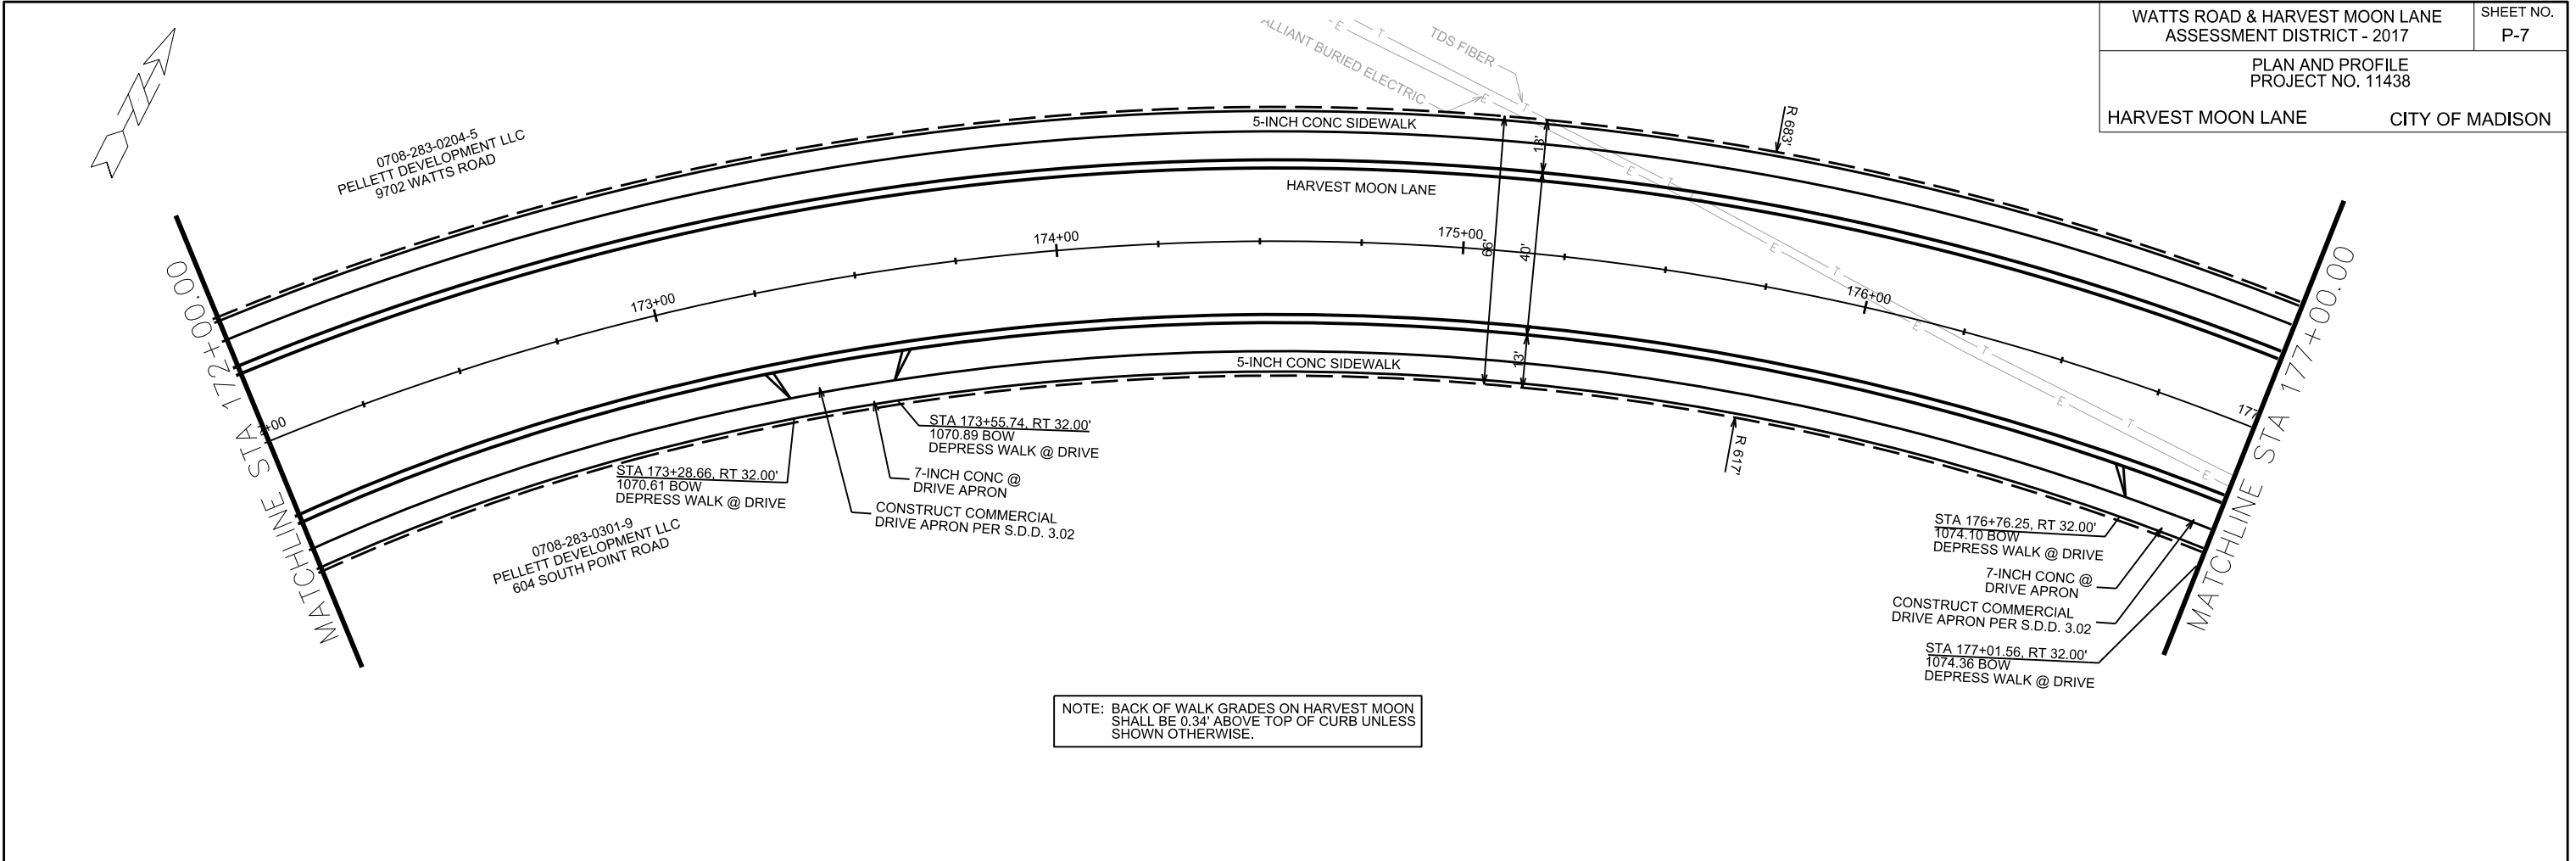 WATTS ROAD & HARVEST MOON LANE
ASSESSMENT DISTRICT - 2017
SHEET NO.
P-7
PLAN AND PROFILE
PROJECT NO. 11438
HARVEST MOON LANE
CITY OF MADISON
ALLIANT BURIED ELECTRIC
TDS FIBER
E
T
E
T
E
T
E
T
E
T
E
T
E
T
E
0708-283-0204-5
PELLETT DEVELOPMENT LLC
9702 WATTS ROAD
5-INCH CONC SIDEWALK
HARVEST MOON LANE
R 683'
13'
66'
40'
13'
173+00
174+00
175+00
176+00
177
+00
5-INCH CONC SIDEWALK
R 617'
MATCHLINE STA 172+00.00
MATCHLINE STA 177+00.00
STA 173+55.74, RT 32.00'
1070.89 BOW
DEPRESS WALK @ DRIVE
STA 173+28.66, RT 32.00'
1070.61 BOW
DEPRESS WALK @ DRIVE
7-INCH CONC @
DRIVE APRON
CONSTRUCT COMMERCIAL
DRIVE APRON PER S.D.D. 3.02
0708-283-0301-9
PELLETT DEVELOPMENT LLC
604 SOUTH POINT ROAD
STA 176+76.25, RT 32.00'
1074.10 BOW
DEPRESS WALK @ DRIVE
7-INCH CONC @
DRIVE APRON
CONSTRUCT COMMERCIAL
DRIVE APRON PER S.D.D. 3.02
STA 177+01.56, RT 32.00'
1074.36 BOW
DEPRESS WALK @ DRIVE
NOTE: BACK OF WALK GRADES ON HARVEST MOON
SHALL BE 0.34' ABOVE TOP OF CURB UNLESS
SHOWN OTHERWISE.